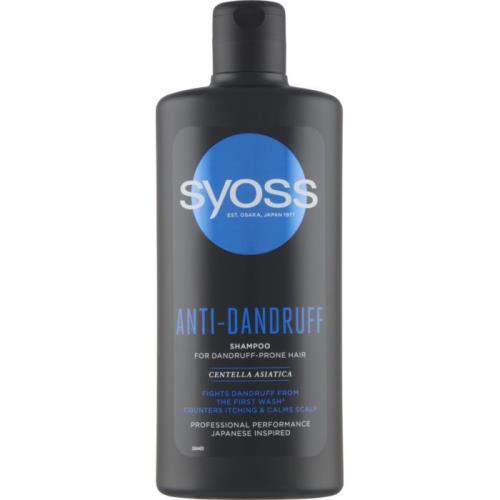 syoss
EST. OSAKA, JAPAN 1977
ANTI-DANDRUFF
SHAMPOO
FOR DANDRUFF-PRONE HAIR
CENTELLA ASIATICA
FIGHTS DANDRUFF FROM
THE FIRST WASH*
COUNTERS ITCHING & CALMS SCALP
PROFESSIONAL PERFORMANCE
JAPANESE INSPIRED